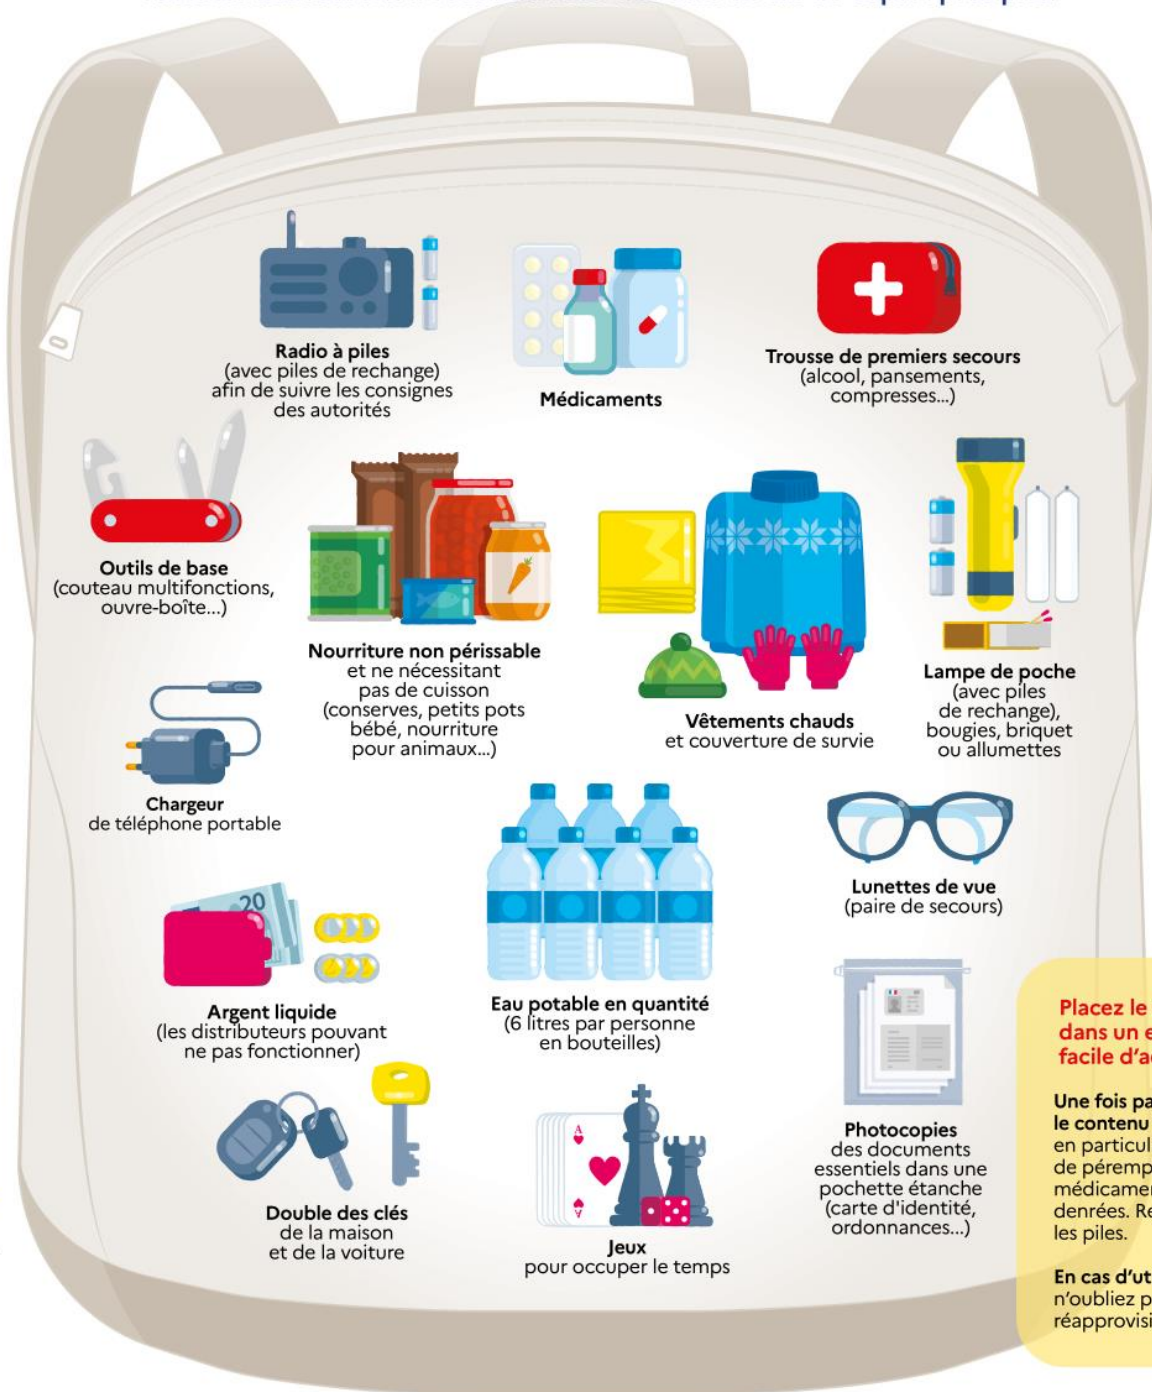 Radio à piles
(avec piles de rechange)
afin de suivre les consignes
des autorités
Médicaments
Trousse de premiers secours
(alcool, pansements,
compresses...)
Outils de base
(couteau multifonctions,
ouvre-boîte...)
Nourriture non périssable
et ne nécessitant
pas de cuisson
(conserves, petits pots
bébé, nourriture
pour animaux...)
Vêtements chauds
et couverture de survie
Lampe de poche
(avec piles
de rechange),
bougies, briquet
ou allumettes
Chargeur
de téléphone portable
Lunettes de vue
(paire de secours)
20
Argent liquide
(les distributeurs pouvant
ne pas fonctionner)
Eau potable en quantité
(6 litres par personne
en bouteilles)
Photocopies
des documents
essentiels dans une
pochette étanche
(carte d'identité,
ordonnances...)
Double des clés
de la maison
et de la voiture
A
A
Jeux
pour occuper le temps
Placez le
dans un
facile
Une fois
le contenu
en
de
denrées.
les piles.
En cas
n'oubliez